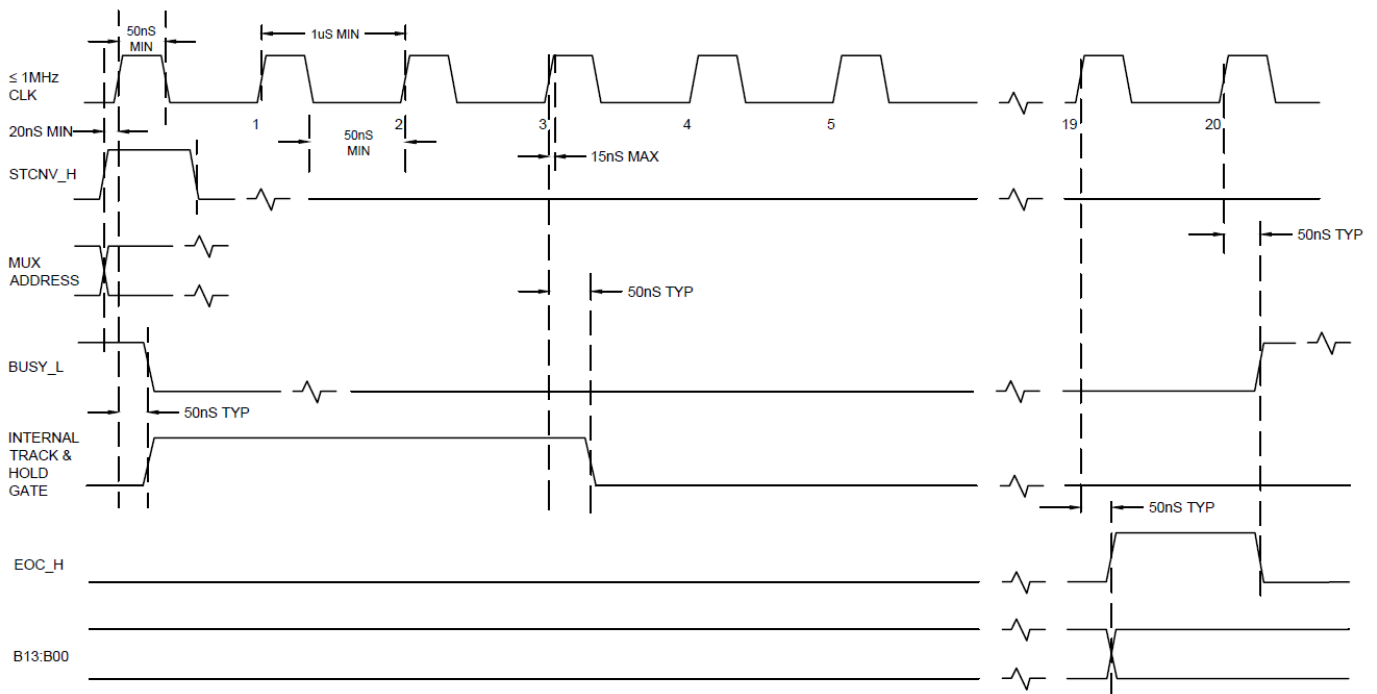 50nS
MIN
1uS MIN
≤ 1MHz
CLK
1
2
3
4
5
19
20
20nS MIN
50nS
MIN
15nS MAX
STCNV_H
50nS TYP
MUX
ADDRESS
50nS TYP
BUSY_L
50nS TYP
INTERNAL
TRACK &
HOLD
GATE
50nS TYP
EOC_H
B13:B00